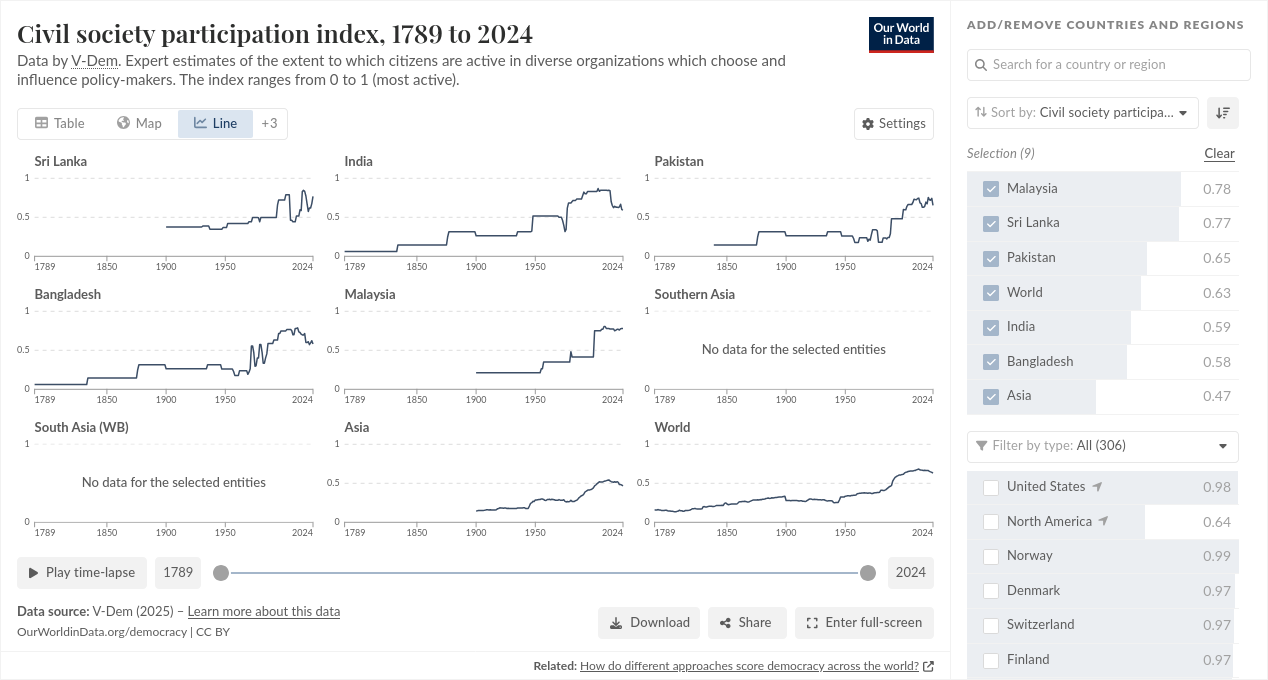 Civil society participation index, 1789 to 2024
Data by V-Dem. Expert estimates of the extent to which citizens are active in diverse organizations which choose and
influence policy-makers. The index ranges from 0 to 1 (most active).
Our World
in Data
Table
Map
Line
+3
Settings
Sri Lanka
1
0.5
0
1789
1850
1900
1950
2024
India
1
0.5
0
1789
1850
1900
1950
2024
Pakistan
1
0.5
0
1789
1850
1900
1950
2024
Bangladesh
1
0.5
0
1789
1850
1900
1950
2024
Malaysia
1
0.5
0
1789
1850
1900
1950
2024
Southern Asia
1
No data for the selected entities
0
1789
1850
1900
1950
2024
South Asia (WB)
1
No data for the selected entities
0
1789
1850
1900
1950
2024
Asia
1
0.5
0
1789
1850
1900
1950
2024
World
1
0.5
0
1789
1850
1900
1950
2024
Play time-lapse
1789
2024
Data source: V-Dem (2025) – Learn more about this data
OurWorldinData.org/democracy | CC BY
Download
Share
Enter full-screen
Related: How do different approaches score democracy across the world?
ADD/REMOVE COUNTRIES AND REGIONS
Search for a country or region
Sort by: Civil society participa...
Selection (9)
Clear
Malaysia 0.78
Sri Lanka 0.77
Pakistan 0.65
World 0.63
India 0.59
Bangladesh 0.58
Asia 0.47
Filter by type: All (306)
United States 0.98
North America 0.64
Norway 0.99
Denmark 0.97
Switzerland 0.97
Finland 0.97